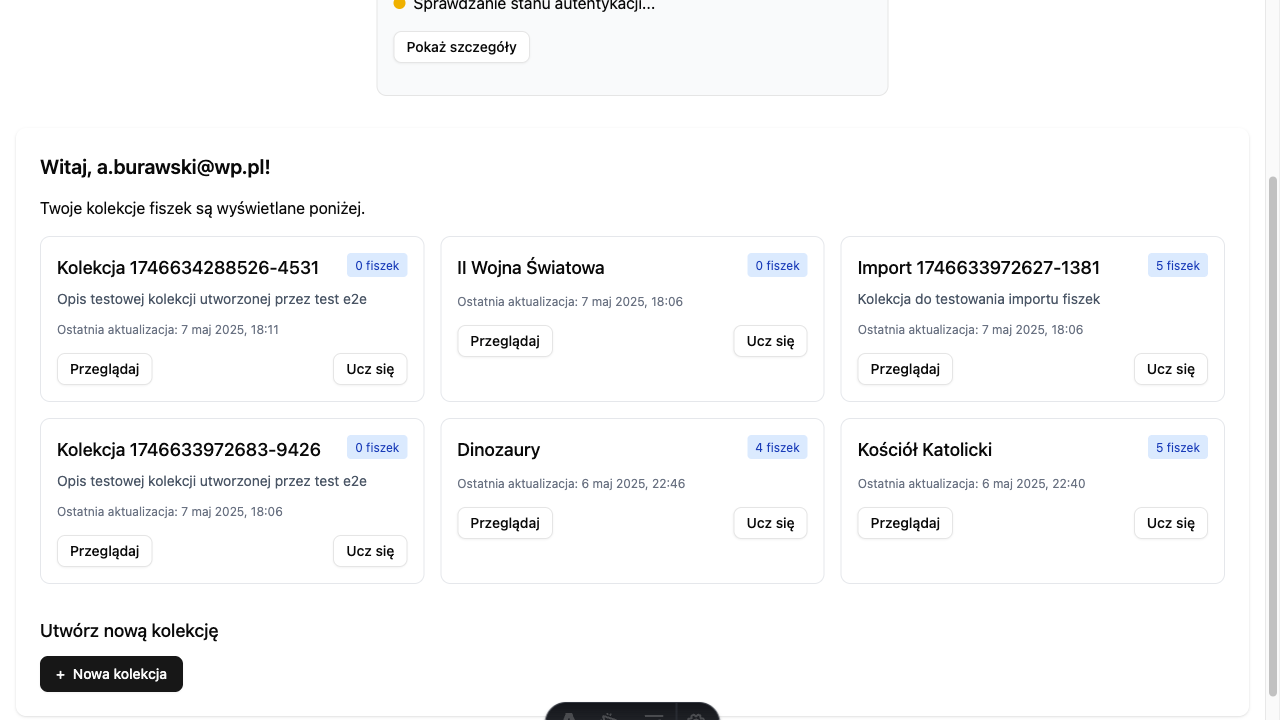 Sprawdzanie stanu autentykacji...
Pokaż szczegóły
Witaj, a.burawski@wp.pl!
Twoje kolekcje fiszek są wyświetlane poniżej.
Kolekcja 1746634288526-4531
0 fiszek
Opis testowej kolekcji utworzonej przez test e2e
Ostatnia aktualizacja: 7 maj 2025, 18:11
Przeglądaj
Ucz się
II Wojna Światowa
0 fiszek
Ostatnia aktualizacja: 7 maj 2025, 18:06
Przeglądaj
Ucz się
Import 1746633972627-1381
5 fiszek
Kolekcja do testowania importu fiszek
Ostatnia aktualizacja: 7 maj 2025, 18:06
Przeglądaj
Ucz się
Kolekcja 1746633972683-9426
0 fiszek
Opis testowej kolekcji utworzonej przez test e2e
Ostatnia aktualizacja: 7 maj 2025, 18:06
Przeglądaj
Ucz się
Dinozaury
4 fiszek
Ostatnia aktualizacja: 6 maj 2025, 22:46
Przeglądaj
Ucz się
Kościół Katolicki
5 fiszek
Ostatnia aktualizacja: 6 maj 2025, 22:40
Przeglądaj
Ucz się
Utwórz nową kolekcję
+ Nowa kolekcja